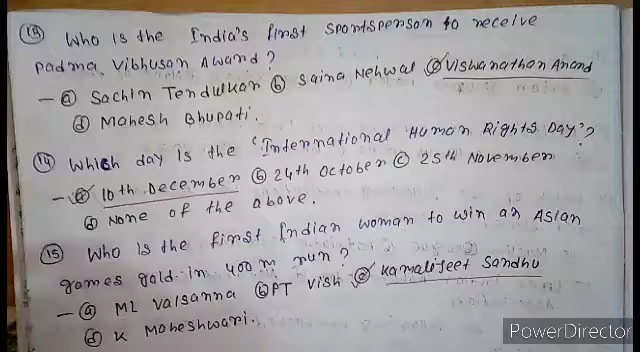 (13) Who is the India's first sportsperson to receive
Padma Vibhusan Award?
- (a) Sachin Tendulkar (b) Saina Nehwal (c) Viswanathan Anand
(d) Mahesh Bhupati.
(14) Which day is the 'International Human Rights Day'?
- (a) 10th December (b) 24th October (c) 25th November
(d) None of the above.
(15) Who is the first Indian woman to win an Asian
games gold in 400 m run?
- (a) ML Valsanna (b) PT Vish (c) Kamalijeet Sandhu
(d) K Maheshwari.
PowerDirector